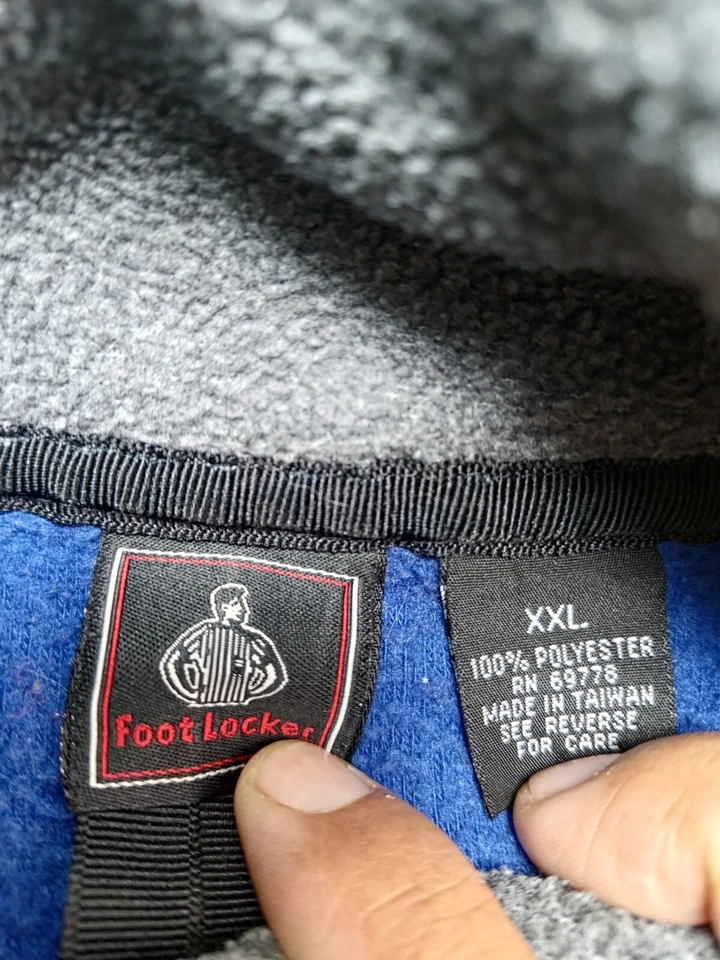 Foot Locker
XXL
100% POLYESTER
RN 69778
MADE IN TAIWAN
SEE REVERSE
FOR CARE